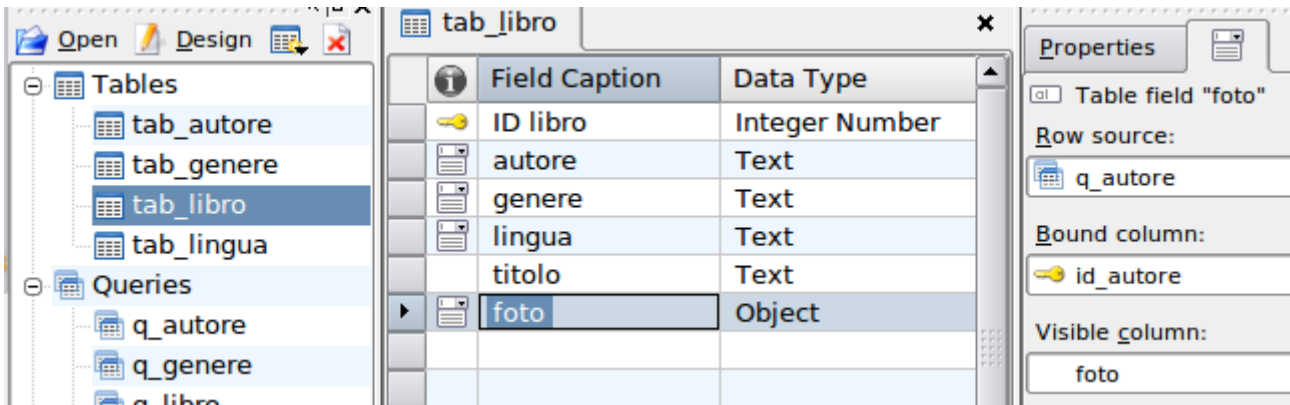 Open Design
Tables
tab_autore
tab_genere
tab_libro
tab_lingua
Queries
q_autore
q_genere
q_libro
tab_libro
Field Caption Data Type
ID libro Integer Number
autore Text
genere Text
lingua Text
titolo Text
foto Object
Properties
Table field "foto"
Row source:
q_autore
Bound column:
id_autore
Visible column:
foto